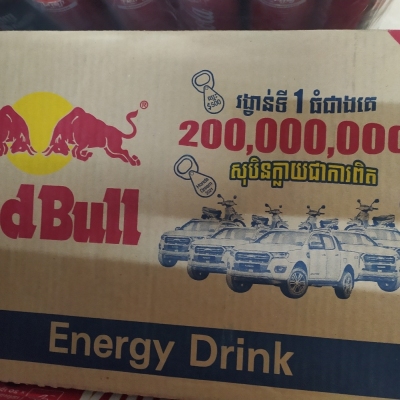 រង្វាន់ទី 1 ធំជាងគេ
200,000,000
សុបិនក្លាយជាការពិត
d Bull
Energy Drink